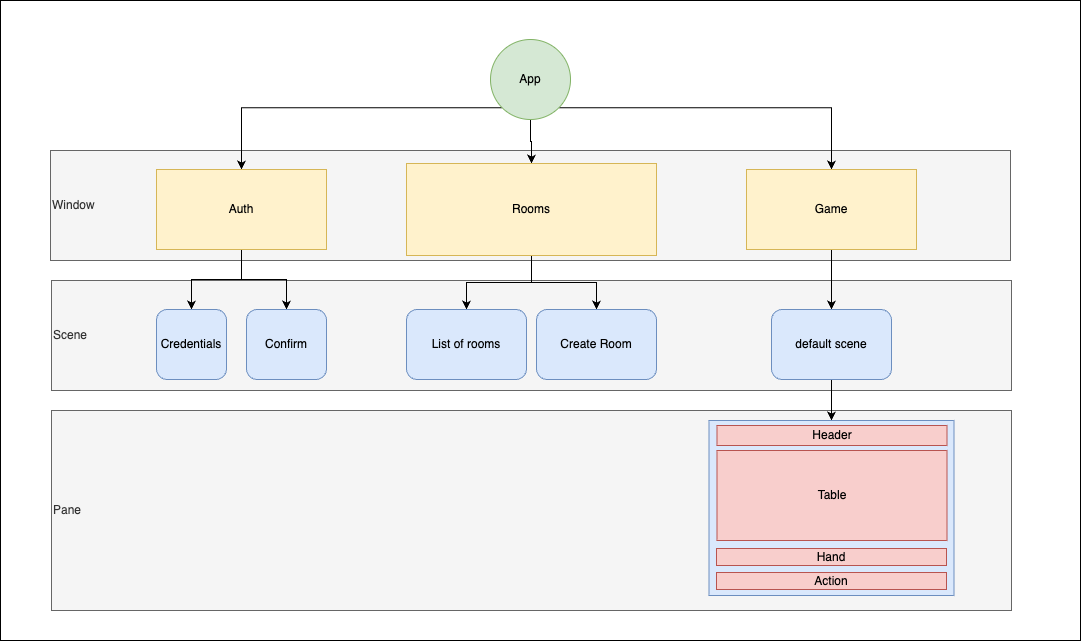 App
Window
Auth
Rooms
Game
Scene
Credentials
Confirm
List of rooms
Create Room
default scene
Pane
Header
Table
Hand
Action